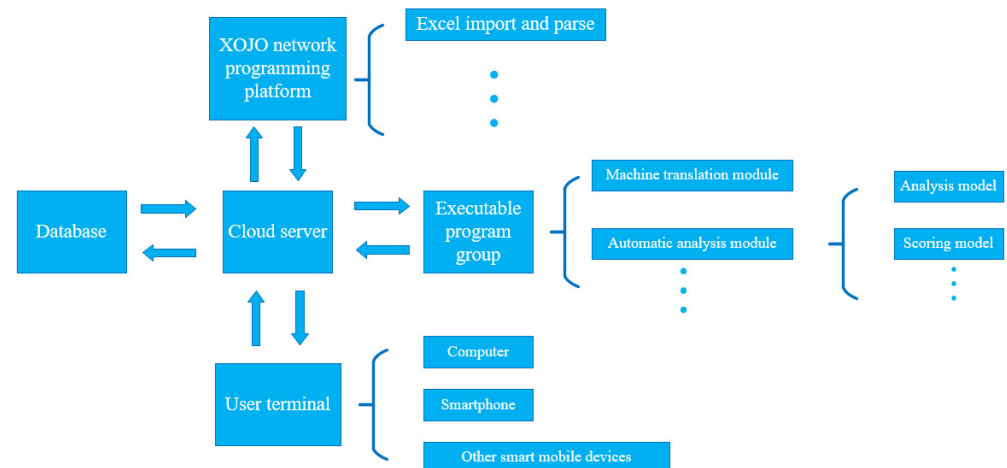 XOJO network
programming
platform
Excel import and parse
Database
Cloud server
Executable
program
group
Machine translation module
Automatic analysis module
Analysis model
Scoring model
User terminal
Computer
Smartphone
Other smart mobile devices